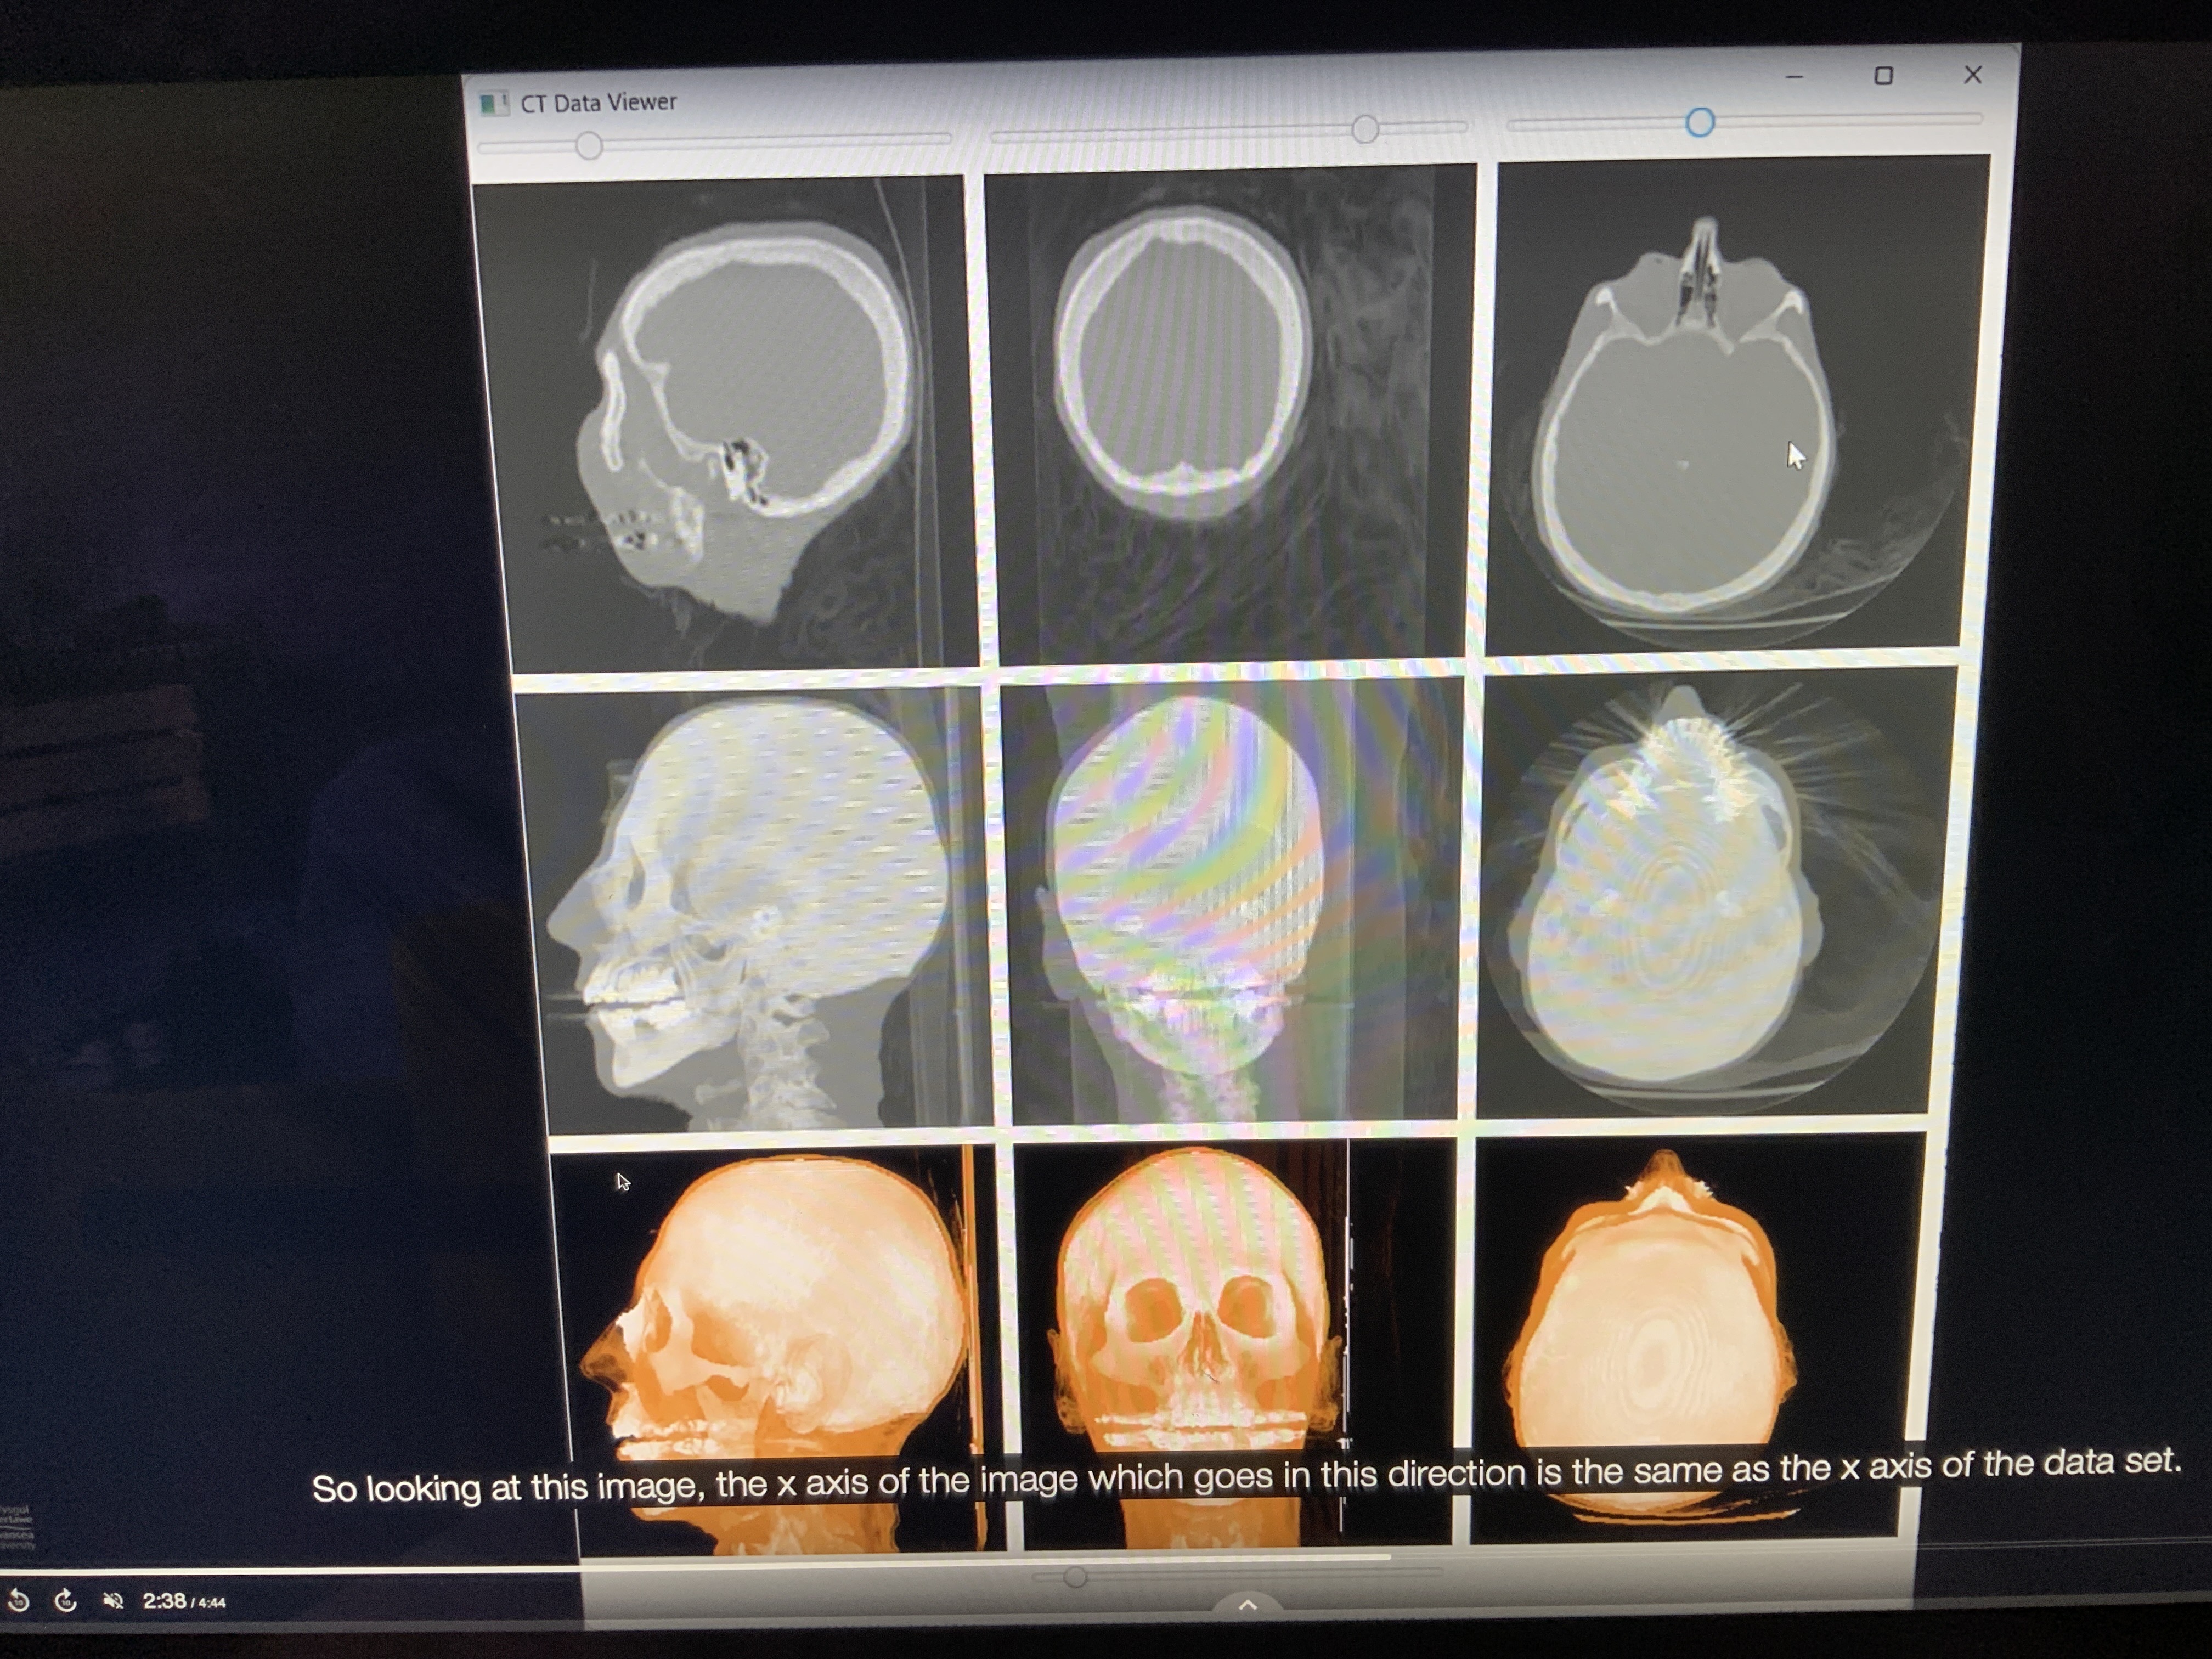 CT Data Viewer
So looking at this image, the x axis of the image which goes in this direction is the same as the x axis of the data set.
2:38 / 4:44